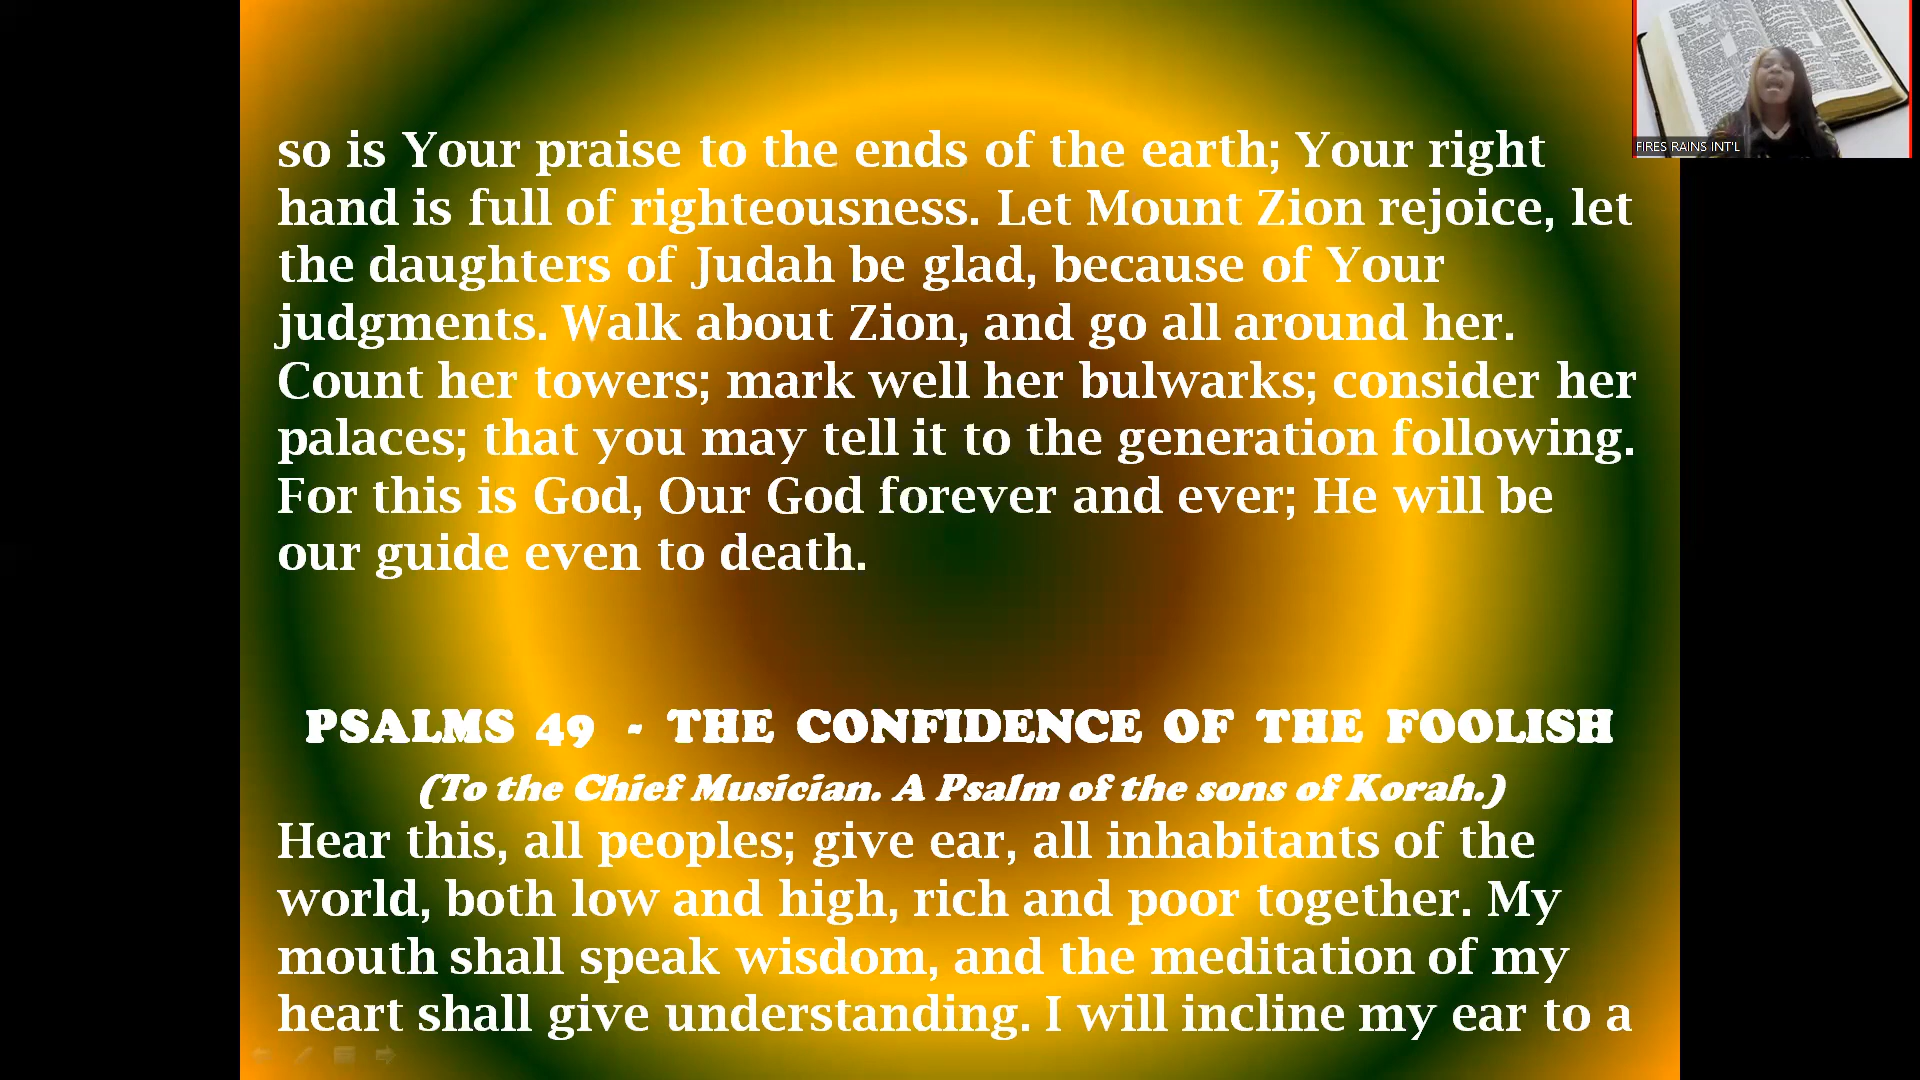 so is Your praise to the ends of the earth; Your right
hand is full of righteousness. Let Mount Zion rejoice, let
the daughters of Judah be glad, because of Your
judgments. Walk about Zion, and go all around her.
Count her towers; mark well her bulwarks; consider her
palaces; that you may tell it to the generation following.
For this is God, Our God forever and ever; He will be
our guide even to death.
PSALMS 49 - THE CONFIDENCE OF THE FOOLISH
(To the Chief Musician. A Psalm of the sons of Korah.)
Hear this, all peoples; give ear, all inhabitants of the
world, both low and high, rich and poor together. My
mouth shall speak wisdom, and the meditation of my
heart shall give understanding. I will incline my ear to a
FIRES RAINS INT'L